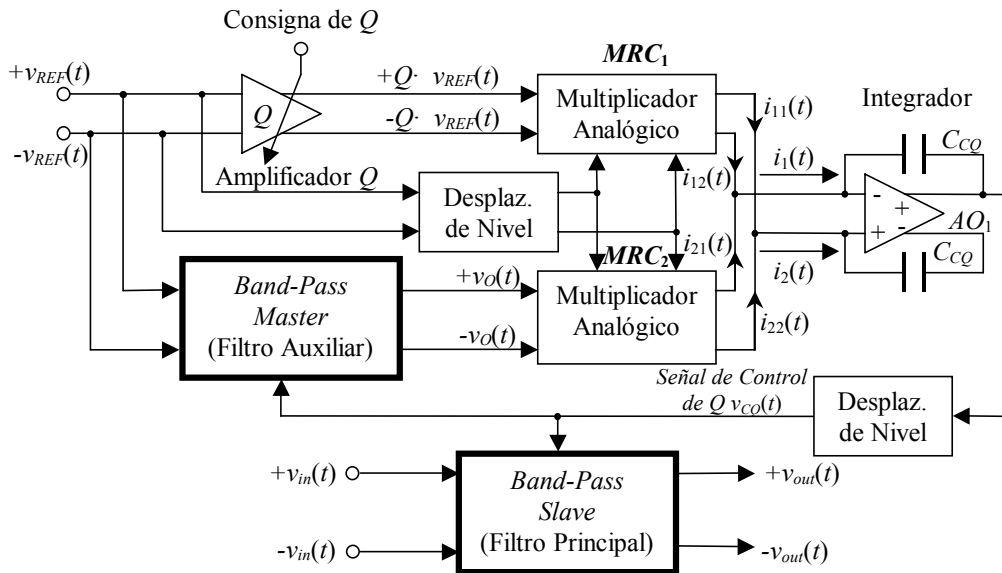 Consigna de Q
+vREF(t)
-vREF(t)
Q
+Q· vREF(t)
-Q· vREF(t)
Amplificador Q
MRC1
Multiplicador
Analógico
i11(t)
i12(t)
i1(t)
Integrador
CCQ
-
+
+
-
AO1
CCQ
Desplaz.
de Nivel
i21(t)
i2(t)
MRC2
Multiplicador
Analógico
i22(t)
Band-Pass
Master
(Filtro Auxiliar)
+vO(t)
-vO(t)
Señal de Control
de Q vCQ(t)
Desplaz.
de Nivel
+vin(t)
-vin(t)
Band-Pass
Slave
(Filtro Principal)
+vout(t)
-vout(t)